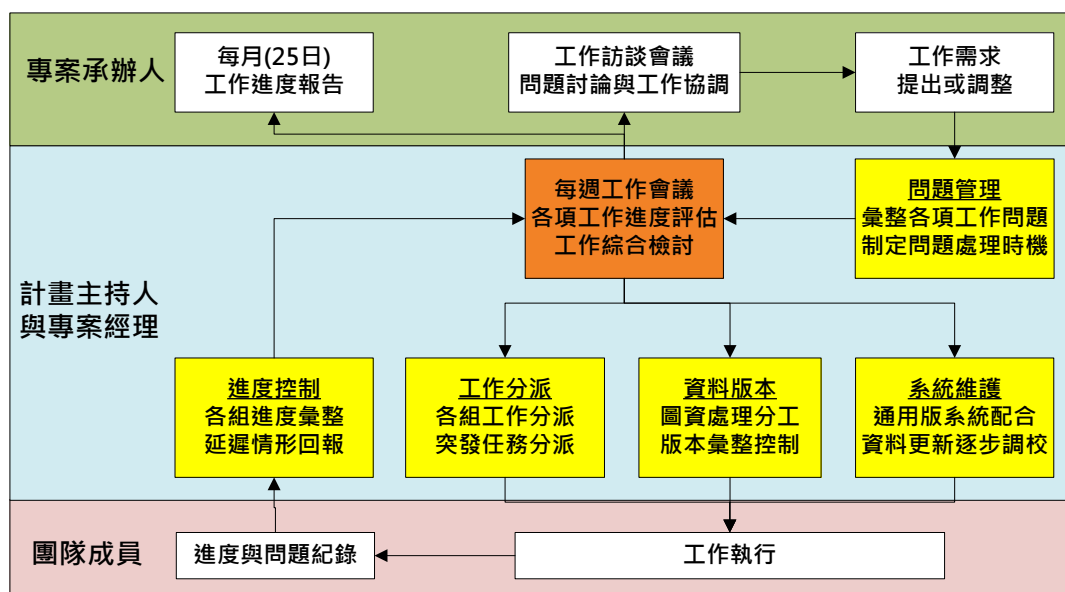 專案承辦人
每月(25日)
工作進度報告
工作訪談會議
問題討論與工作協調
工作需求
提出或調整
計畫主持人
與專案經理
每週工作會議
各項工作進度評估
工作綜合檢討
問題管理
彙整各項工作問題
制定問題處理時機
進度控制
各組進度彙整
延遲情形回報
工作分派
各組工作分派
突發任務分派
資料版本
圖資處理分工
版本彙整控制
系統維護
通用版系統配合
資料更新逐步調校
團隊成員
進度與問題紀錄
工作執行